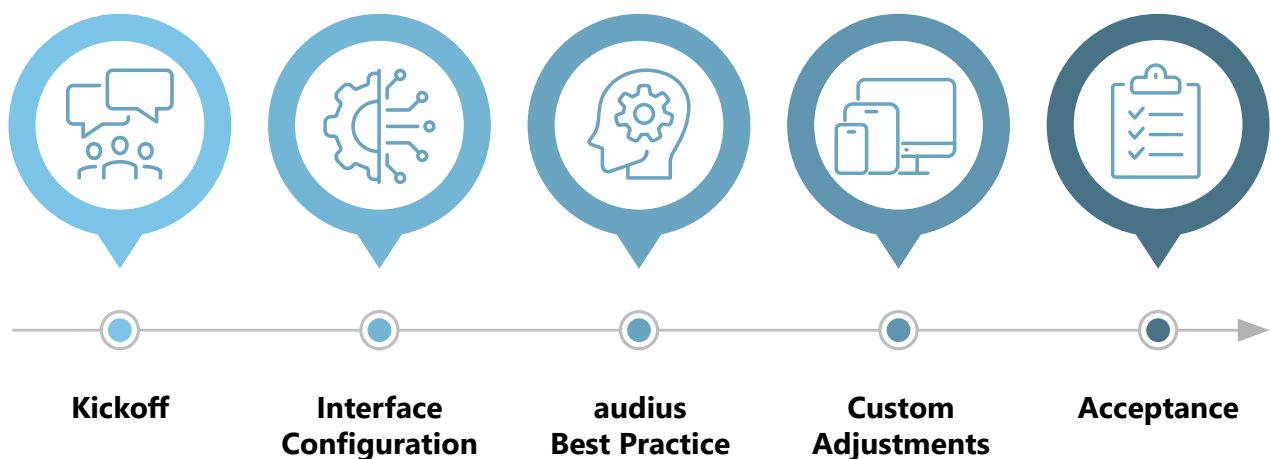 Kickoff
Interface
Configuration
audius
Best Practice
Custom
Adjustments
Acceptance